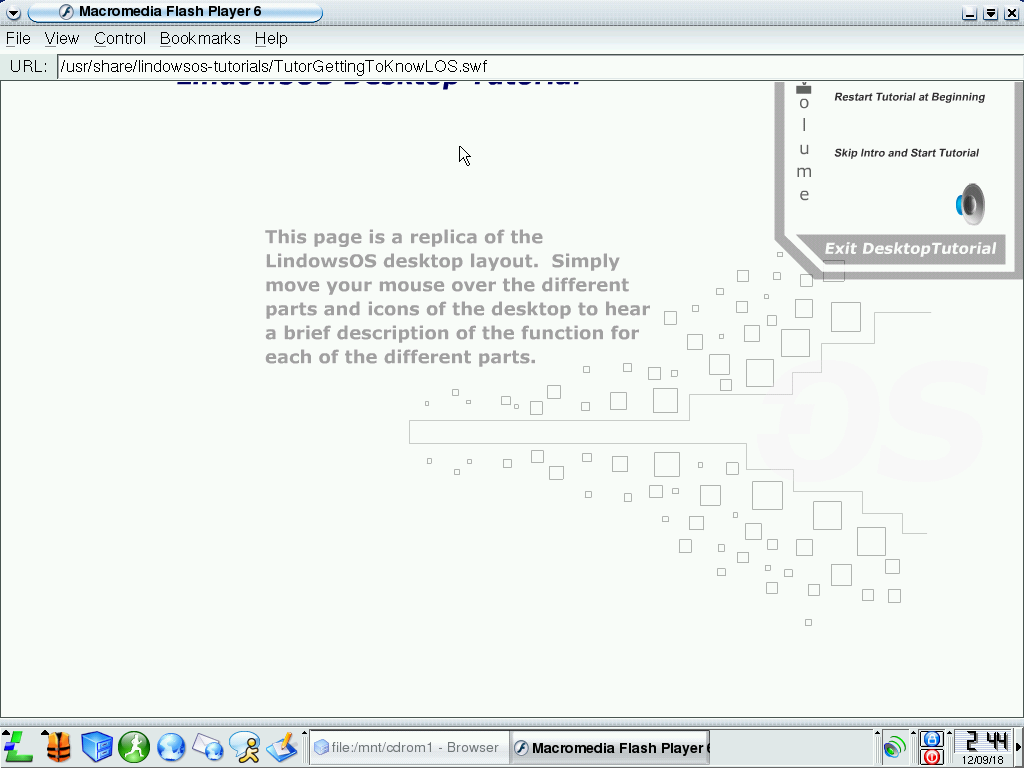 Macromedia Flash Player 6
File View Control Bookmarks Help
URL: /usr/share/lindowsos-tutorials/TutorGettingToKnowLOS.swf
LindowsOS Desktop Tutorial
Restart Tutorial at Beginning
olume
Skip Intro and Start Tutorial
Exit DesktopTutorial
This page is a replica of the
LindowsOS desktop layout. Simply
move your mouse over the different
parts and icons of the desktop to hear
a brief description of the function for
each of the different parts.
OS
file:/mnt/cdrom1 - Browser
Macromedia Flash Player 6
2 44
12/09/18